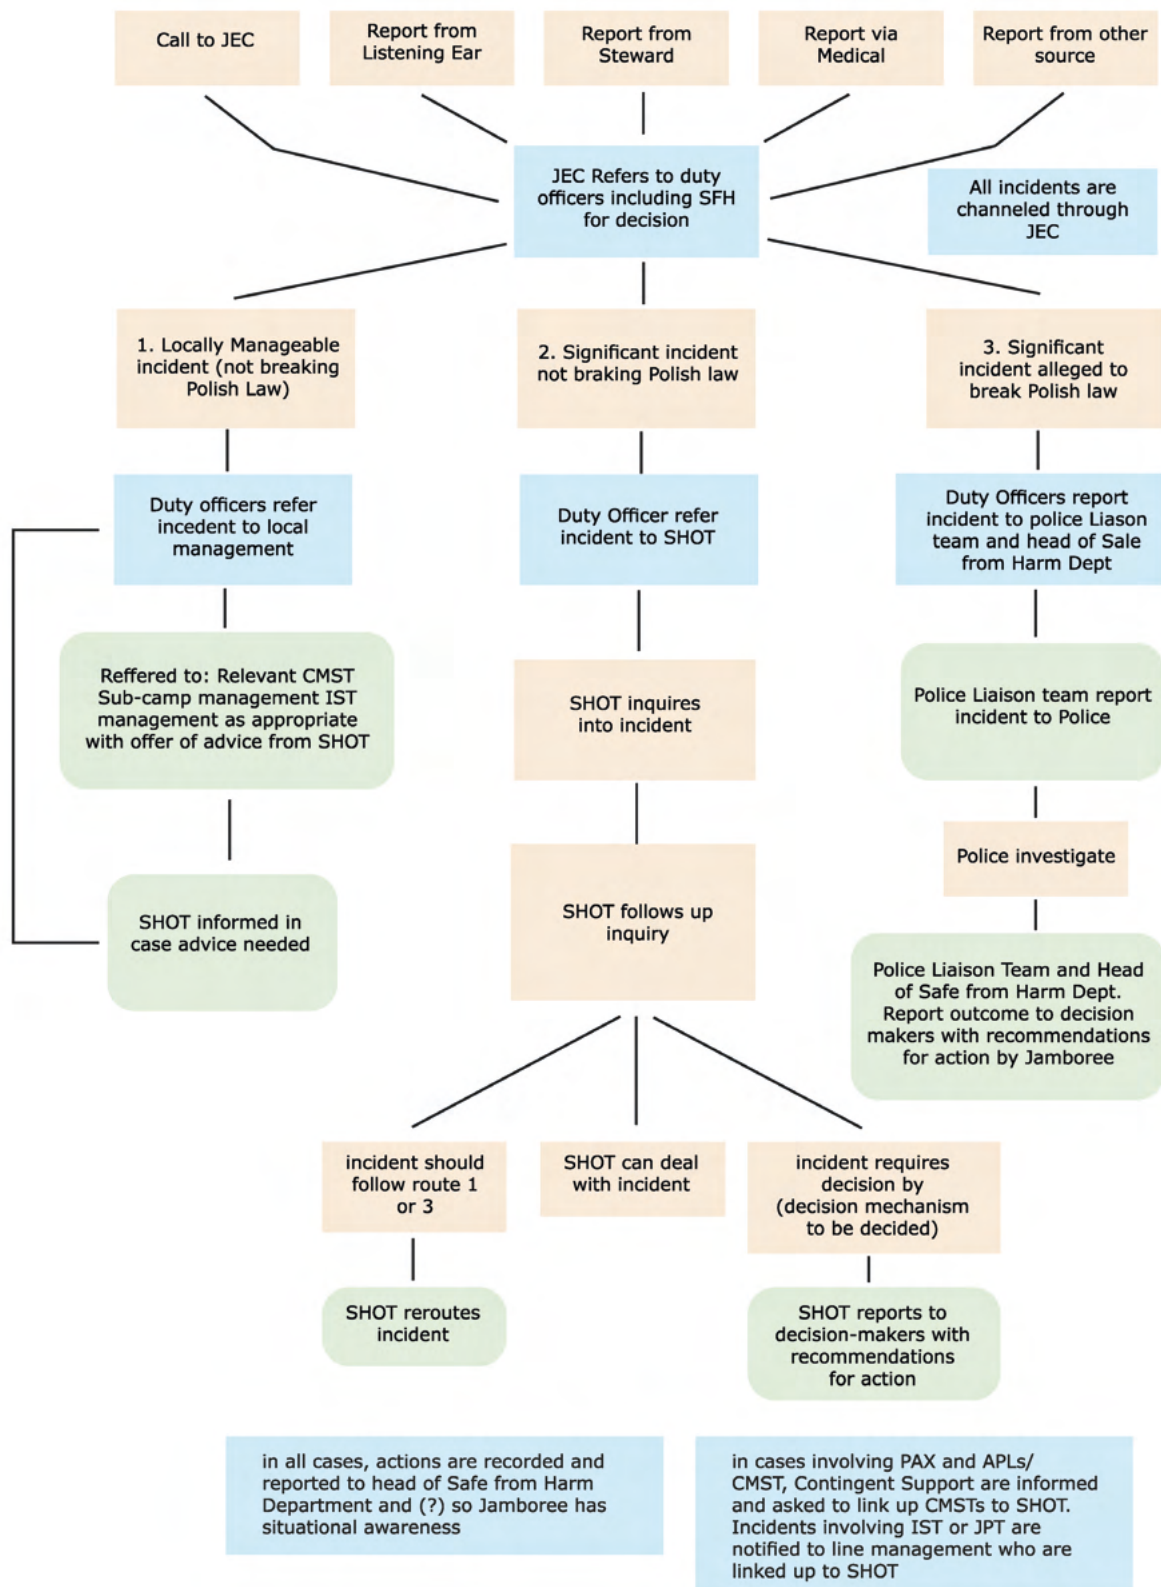 Call to JEC
Report from
Listening Ear
Report from
Steward
Report via
Medical
Report from other
source
JEC Refers to duty
officers including SFH
for decision
All incidents are
channeled through
JEC
1. Locally Manageable
incident (not breaking
Polish Law)
2. Significant incident
not braking Polish law
3. Significant
incident alleged to
break Polish law
Duty officers refer
incedent to local
management
Duty Officer refer
incident to SHOT
Duty Officers report
incident to police Liason
team and head of Sale
from Harm Dept
Reffered to: Relevant CMST
Sub-camp management IST
management as appropriate
with offer of advice from SHOT
SHOT inquires
into incident
Police Liaison team report
incident to Police
Police investigate
SHOT follows up
inquiry
SHOT informed in
case advice needed
Police Liaison Team and Head
of Safe from Harm Dept.
Report outcome to decision
makers with recommendations
for action by Jamboree
incident should
follow route 1
or 3
SHOT can deal
with incident
incident requires
decision by
(decision mechanism
to be decided)
SHOT reroutes
incident
SHOT reports to
decision-makers with
recommendations
for action
in all cases, actions are recorded and
reported to head of Safe from Harm
Department and (?) so Jamboree has
situational awareness
in cases involving PAX and APLs/
CMST, Contingent Support are informed
and asked to link up CMSTs to SHOT.
Incidents involving IST or JPT are
notified to line management who are
linked up to SHOT